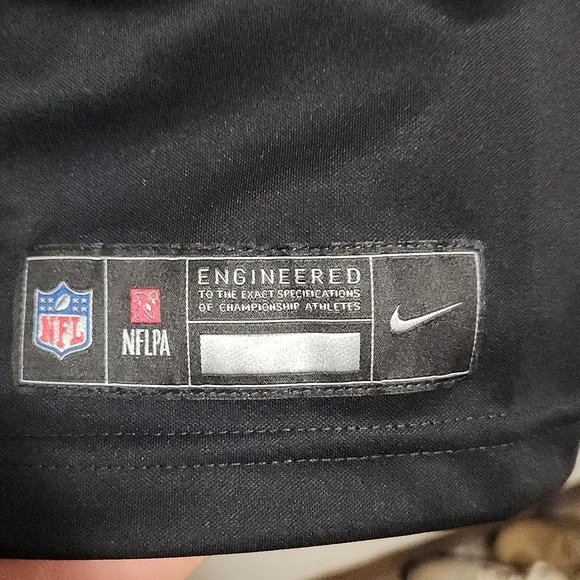 NFL
NFLPA
ENGINEERED
TO THE EXACT SPECIFICATIONS
OF CHAMPIONSHIP ATHLETES